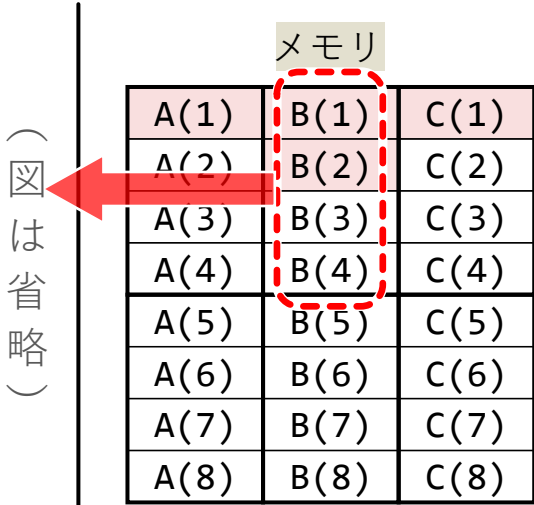 メモリ
A(1) B(1) C(1)
A(2) B(2) C(2)
A(3) B(3) C(3)
A(4) B(4) C(4)
A(5) B(5) C(5)
A(6) B(6) C(6)
A(7) B(7) C(7)
A(8) B(8) C(8)
（図は省略）